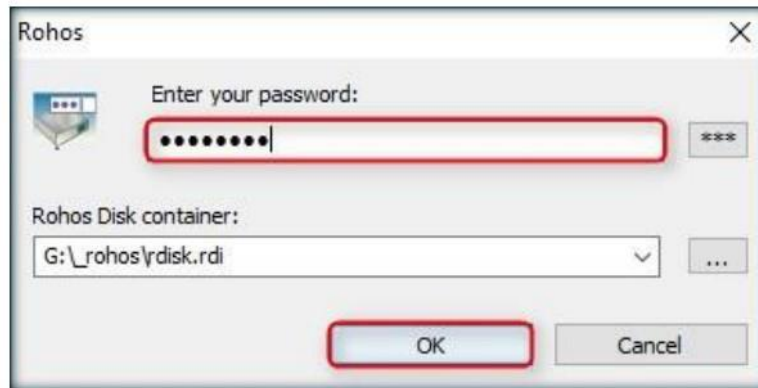 Rohos
Enter your password:
••••••••
***
Rohos Disk container:
G:\_rohos\rdisk.rdi
...
OK
Cancel